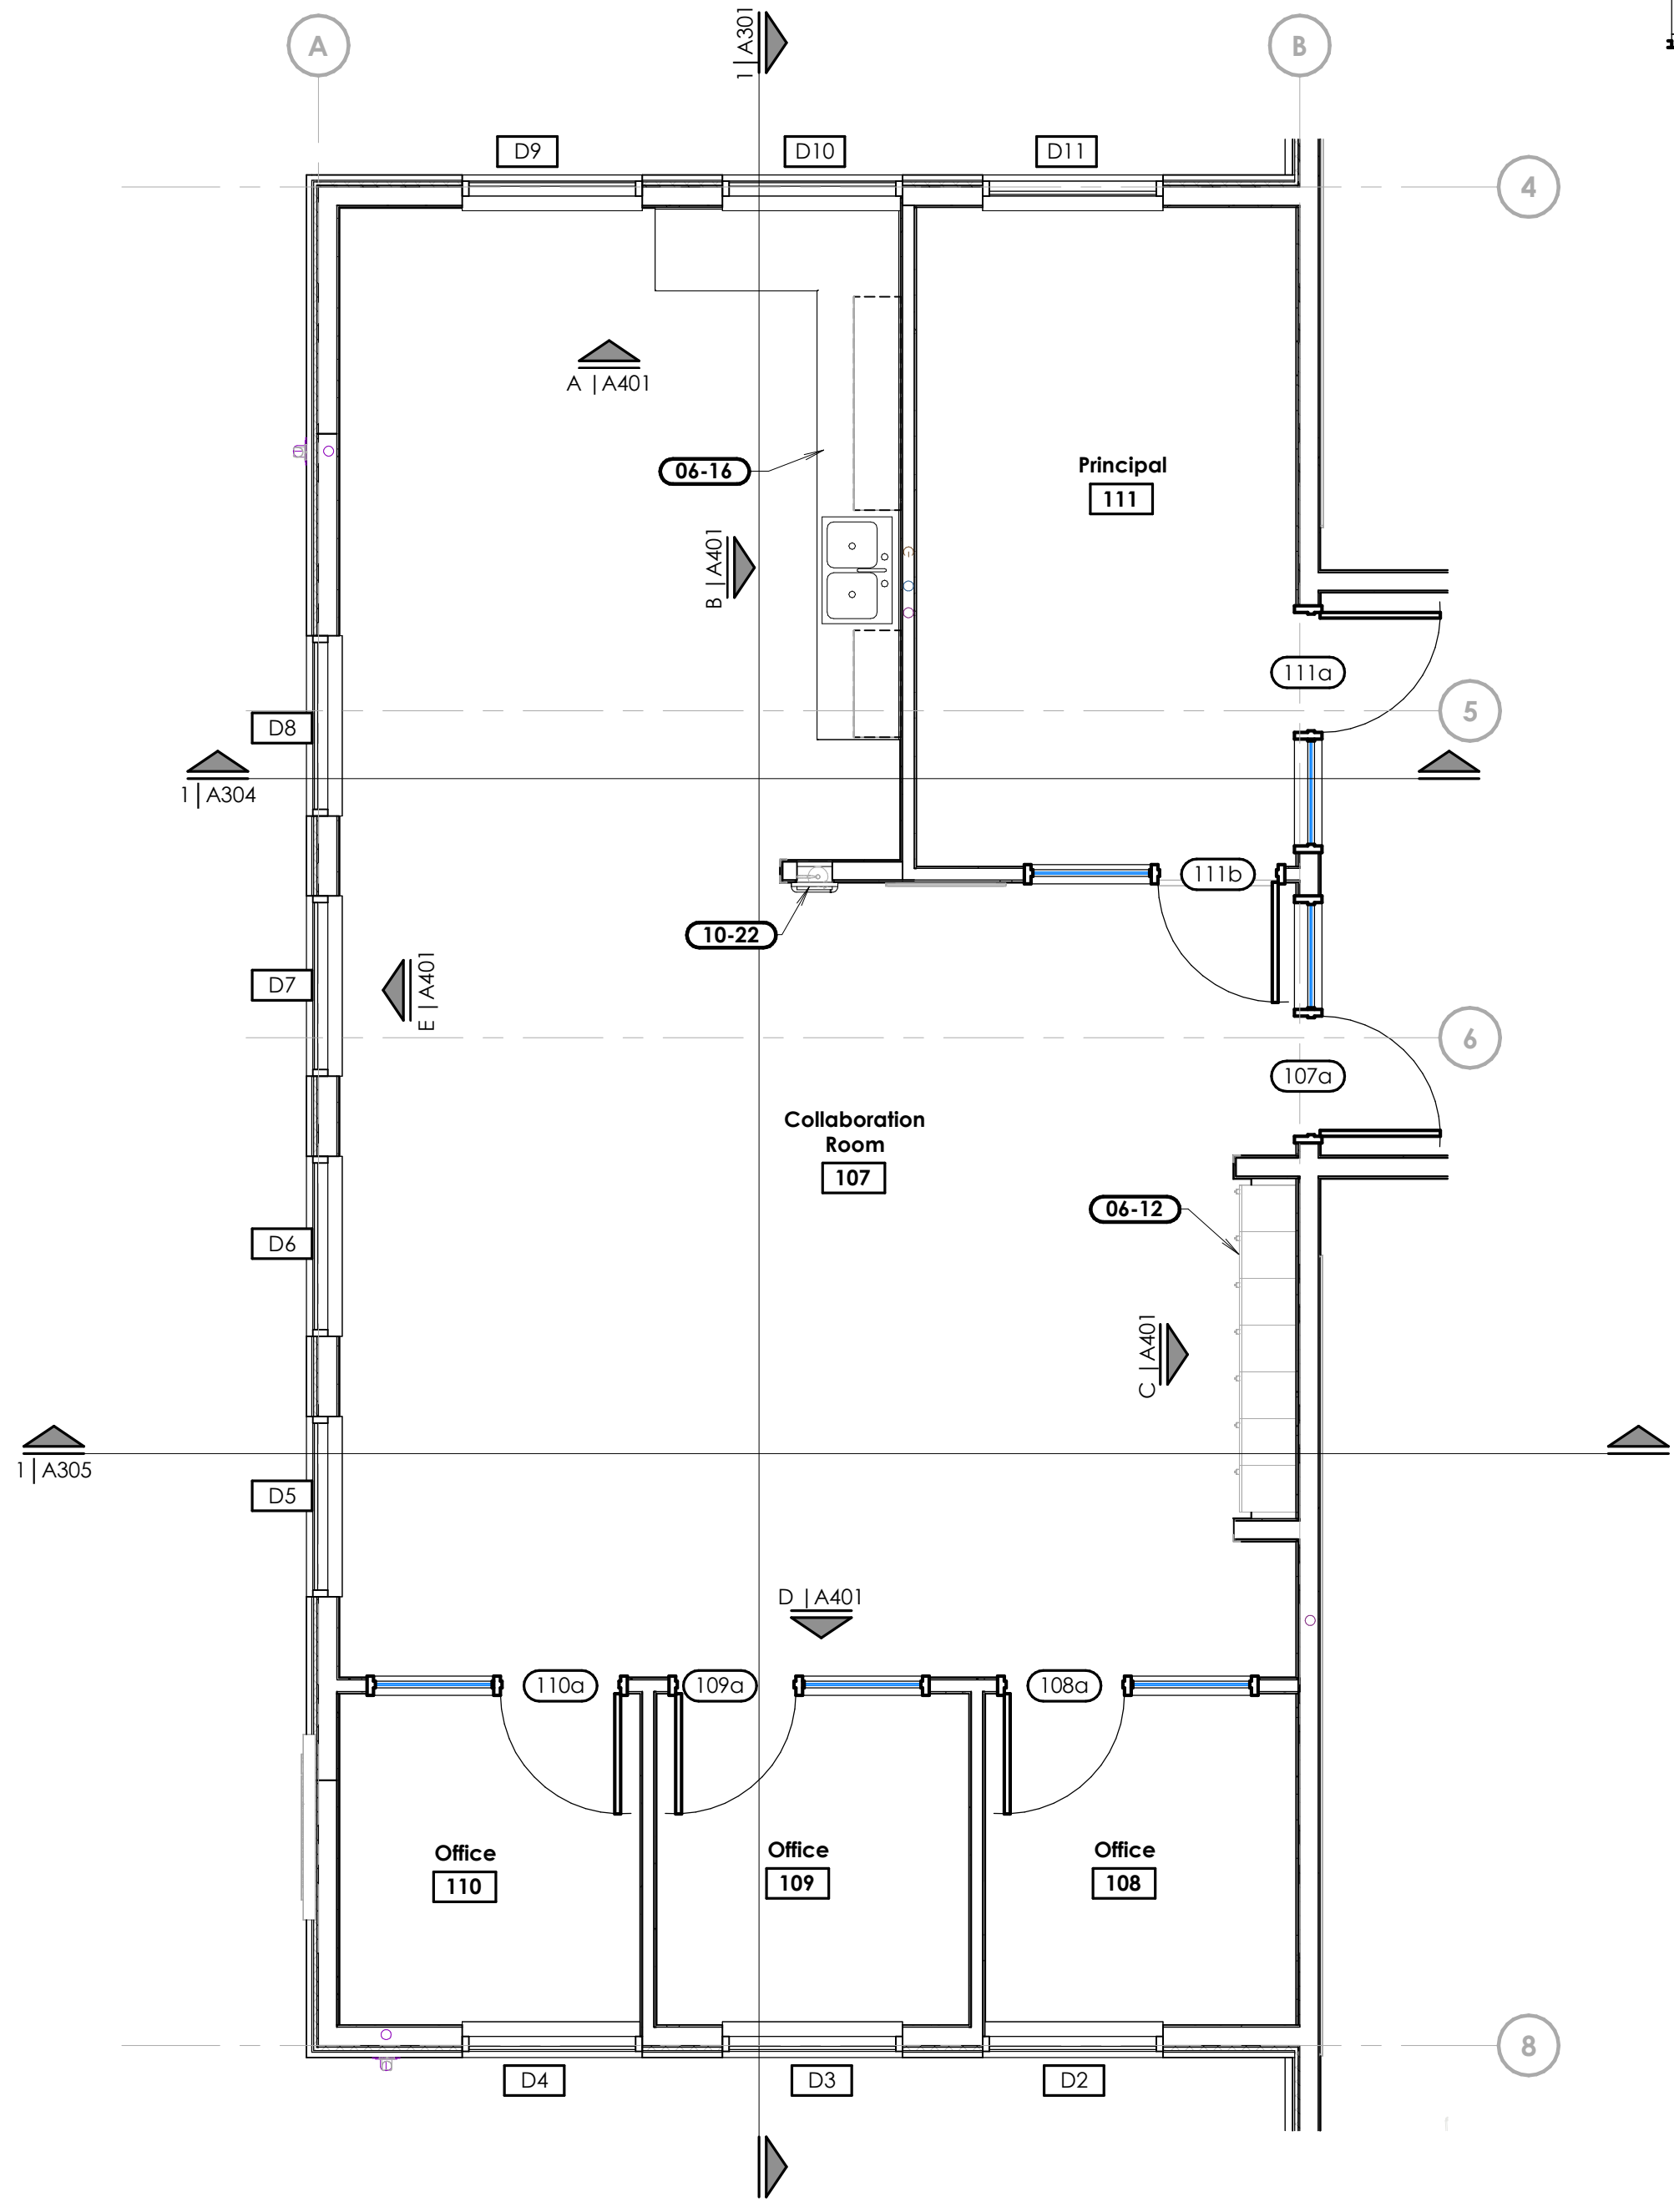 A
1 | A301
B
D9
D10
D11
4
A | A401
06-16
Principal
111
B | A401
111a
5
D8
1 | A304
111b
10-22
D7
E | A401
6
107a
Collaboration
Room
107
06-12
D6
C | A401
1 | A305
D5
D | A401
110a
109a
108a
Office
110
Office
109
Office
108
8
D4
D3
D2